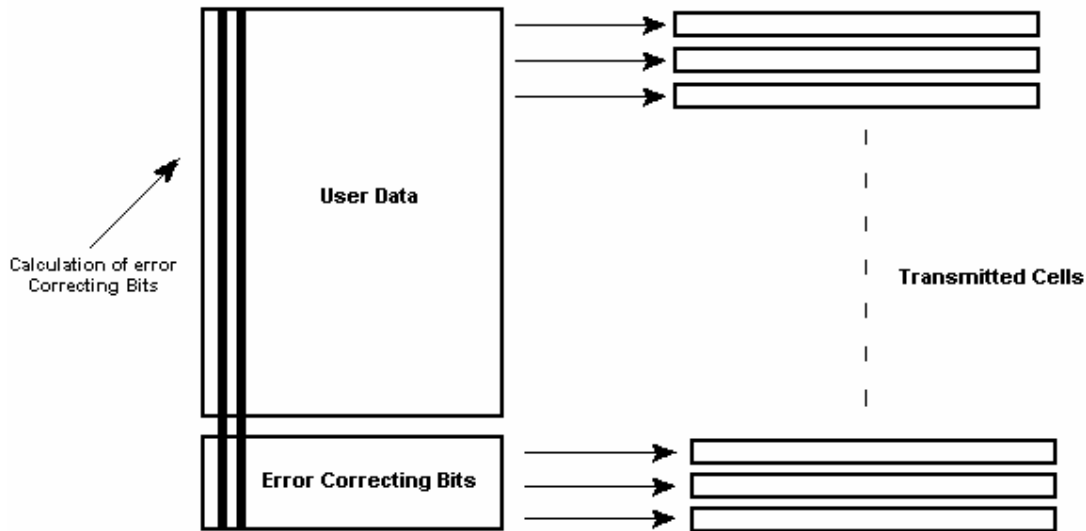 User Data
Calculation of error
Correcting Bits
Transmitted Cells
Error Correcting Bits